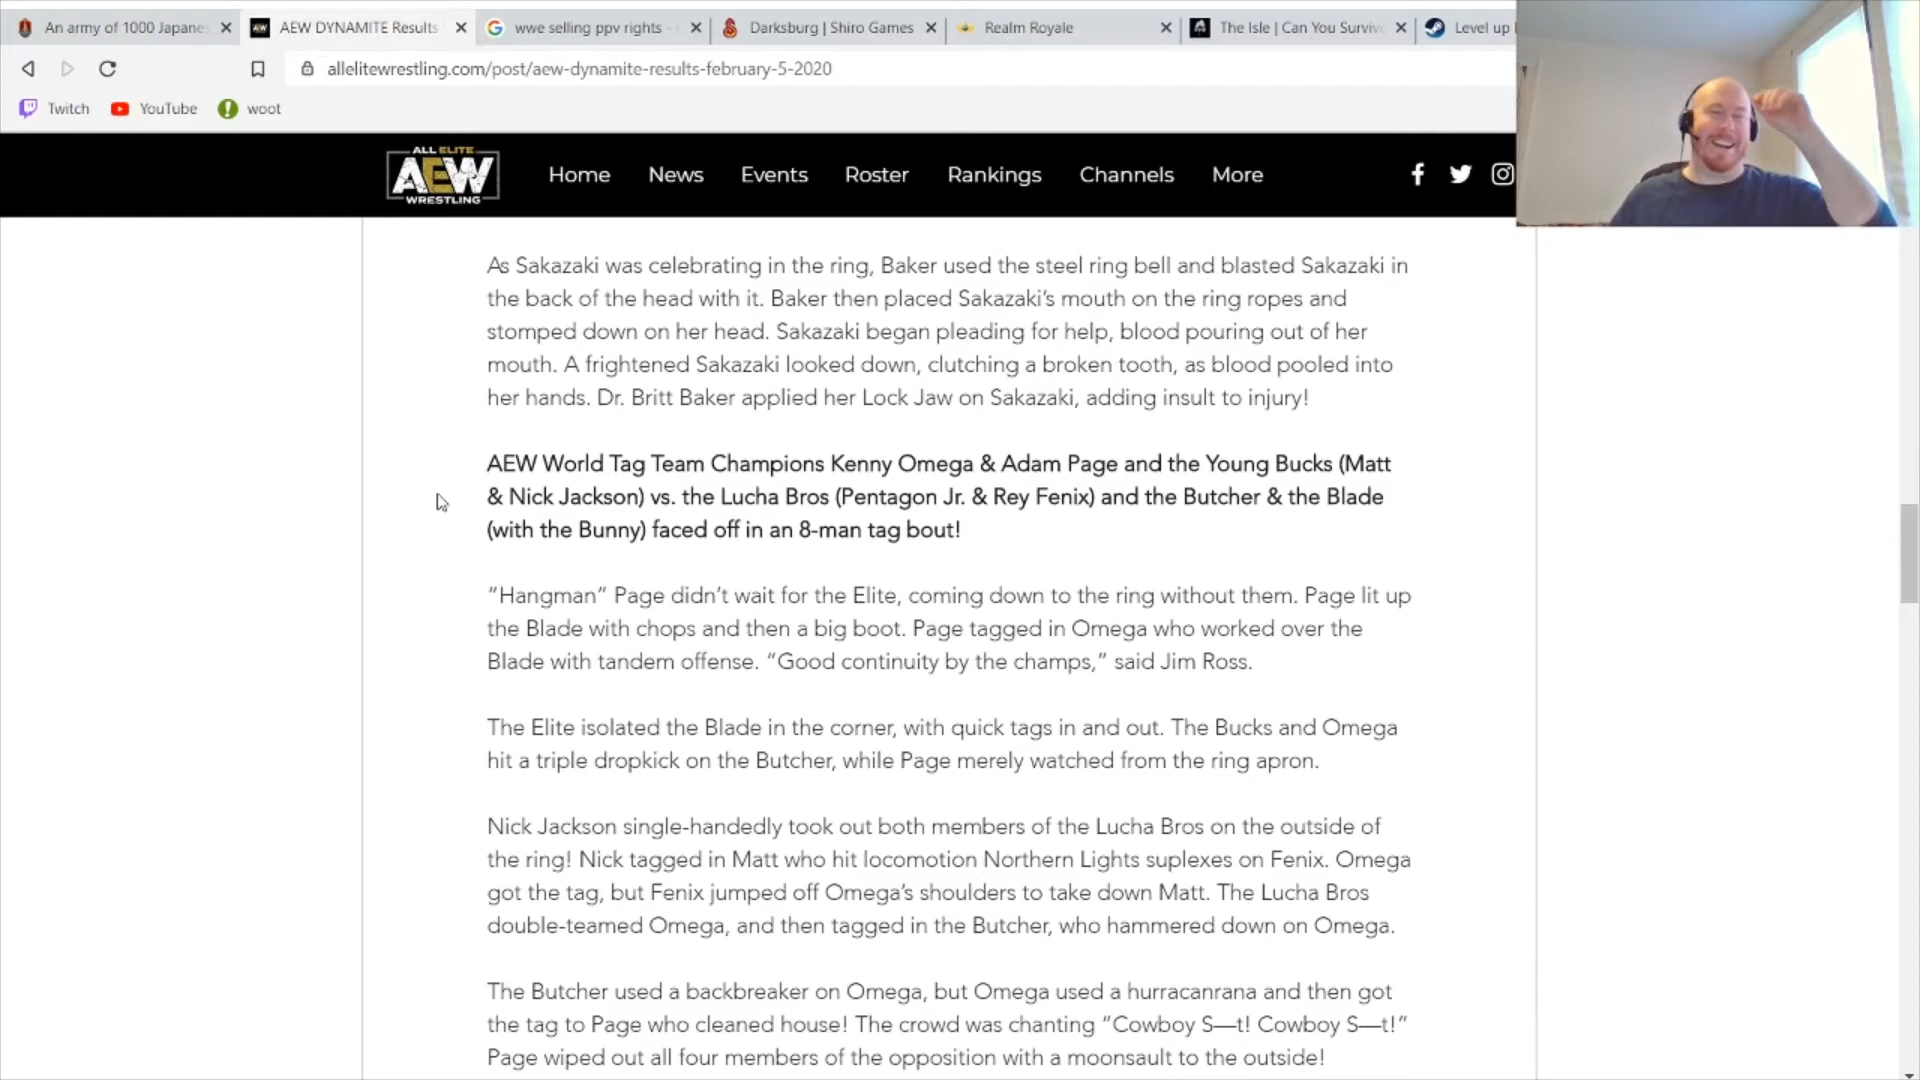 An army of 1000 Japane
AEW DYNAMITE Results
wwe selling ppv rights -
Darksburg | Shiro Games
Realm Royale
The Isle | Can You Surviv
Level up
allelitewrestling.com/post/aew-dynamite-results-february-5-2020
Twitch
YouTube
woot
ALL ELITE
AEW
WRESTLING
Home
News
Events
Roster
Rankings
Channels
More
As Sakazaki was celebrating in the ring, Baker used the steel ring bell and blasted Sakazaki in
the back of the head with it. Baker then placed Sakazaki’s mouth on the ring ropes and
stomped down on her head. Sakazaki began pleading for help, blood pouring out of her
mouth. A frightened Sakazaki looked down, clutching a broken tooth, as blood pooled into
her hands. Dr. Britt Baker applied her Lock Jaw on Sakazaki, adding insult to injury!
AEW World Tag Team Champions Kenny Omega & Adam Page and the Young Bucks (Matt
& Nick Jackson) vs. the Lucha Bros (Pentagon Jr. & Rey Fenix) and the Butcher & the Blade
(with the Bunny) faced off in an 8-man tag bout!
“Hangman” Page didn’t wait for the Elite, coming down to the ring without them. Page lit up
the Blade with chops and then a big boot. Page tagged in Omega who worked over the
Blade with tandem offense. “Good continuity by the champs,” said Jim Ross.
The Elite isolated the Blade in the corner, with quick tags in and out. The Bucks and Omega
hit a triple dropkick on the Butcher, while Page merely watched from the ring apron.
Nick Jackson single-handedly took out both members of the Lucha Bros on the outside of
the ring! Nick tagged in Matt who hit locomotion Northern Lights suplexes on Fenix. Omega
got the tag, but Fenix jumped off Omega’s shoulders to take down Matt. The Lucha Bros
double-teamed Omega, and then tagged in the Butcher, who hammered down on Omega.
The Butcher used a backbreaker on Omega, but Omega used a hurracanrana and then got
the tag to Page who cleaned house! The crowd was chanting “Cowboy S—t! Cowboy S—t!”
Page wiped out all four members of the opposition with a moonsault to the outside!